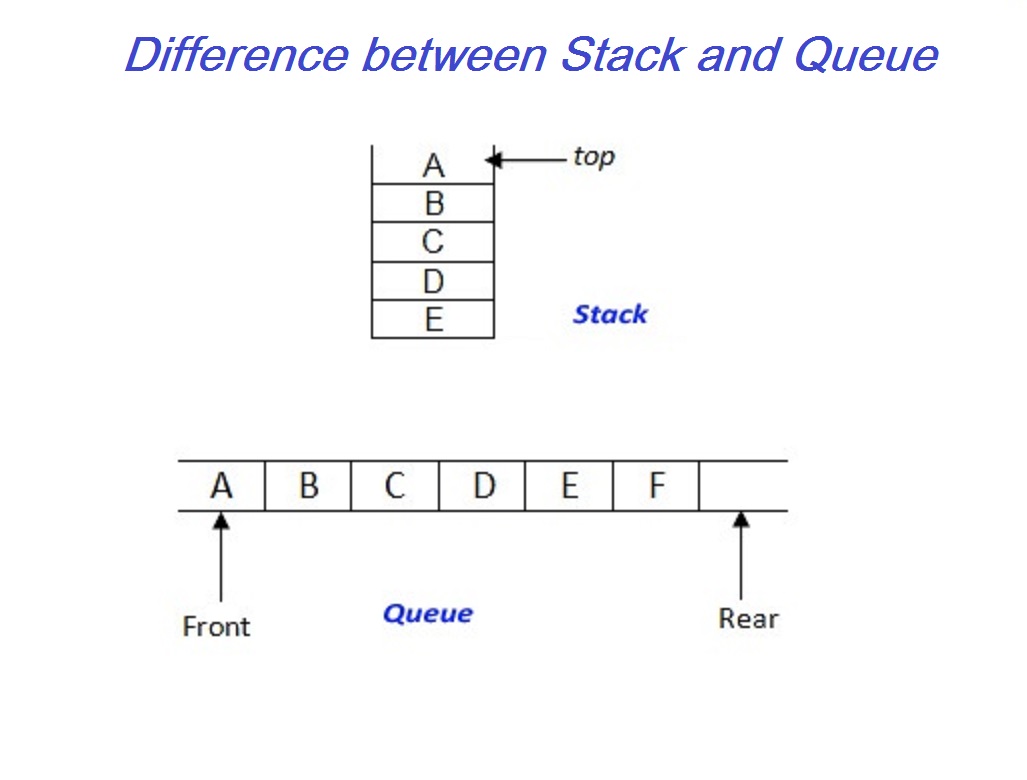 Difference between Stack and Queue
A
top
B
C
D
E
Stack
A B C D E F
Front
Queue
Rear